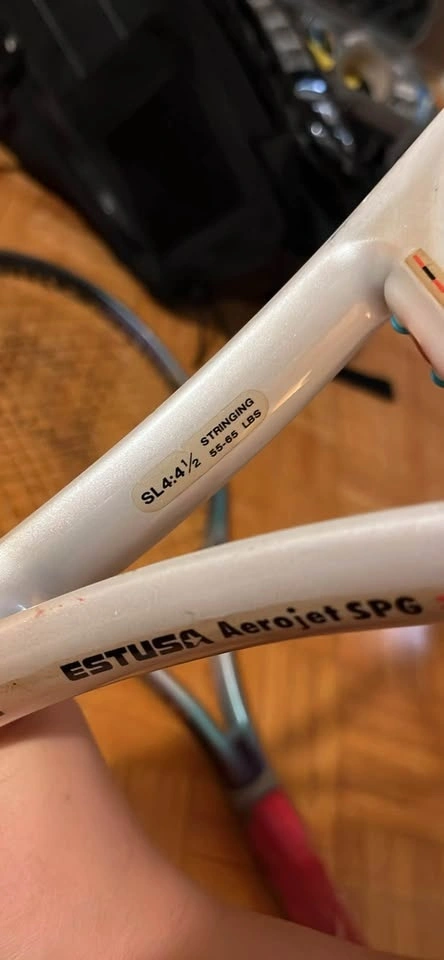 SL4:4½ STRINGING
55-65 LBS
ESTUSA Aerojet SPG